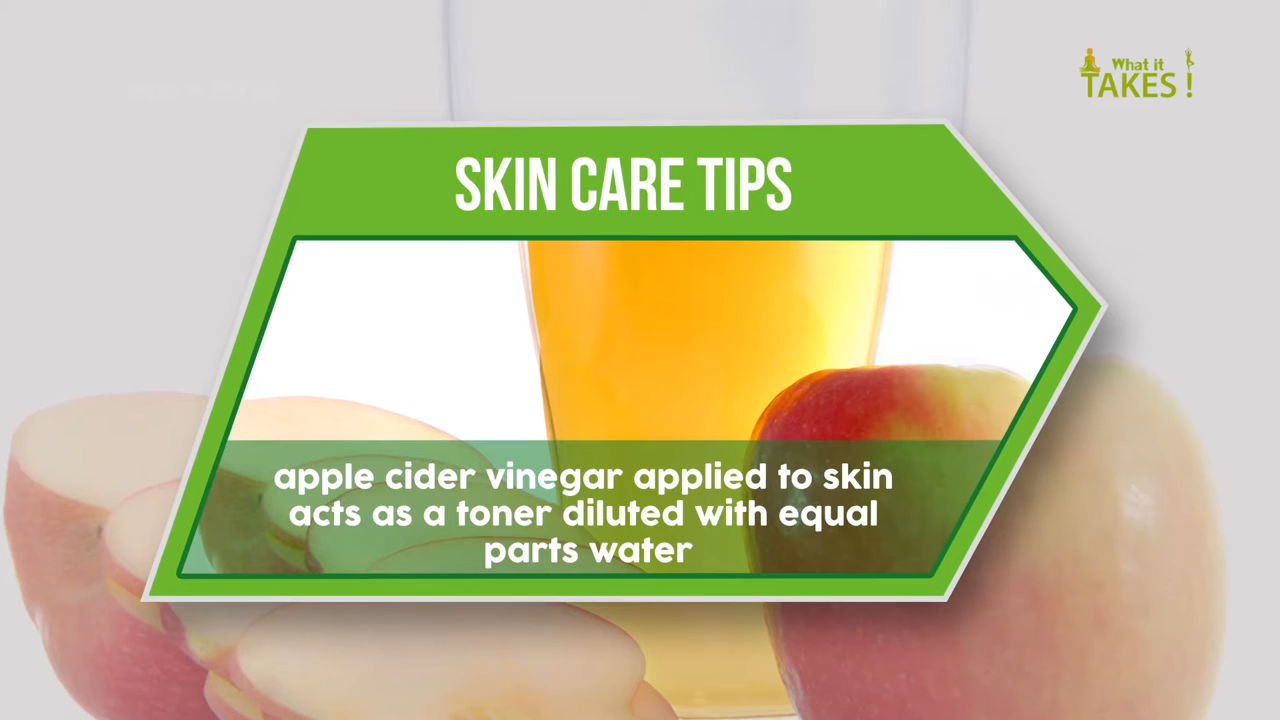 What it
TAKES !
SKIN CARE TIPS
apple cider vinegar applied to skin
acts as a toner diluted with equal
parts water